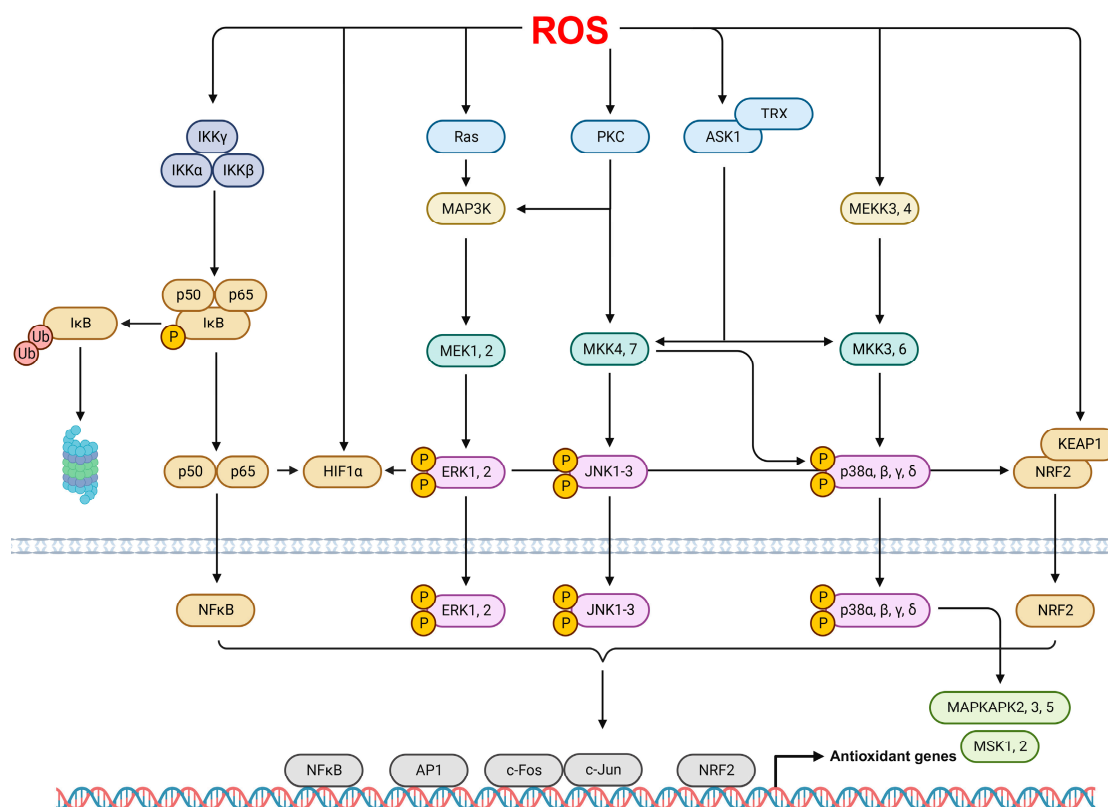 ROS
TRX
IKKγ
Ras
PKC
ASK1
IKKα
IKKβ
MAP3K
MEKK3, 4
p50
p65
IκB
IκB
P
Ub
Ub
MEK1, 2
MKK4, 7
MKK3, 6
KEAP1
p50
p65
HIF1α
P
P
ERK1, 2
P
P
JNK1-3
P
P
p38α, β, γ, δ
NRF2
NFκB
P
P
ERK1, 2
P
P
JNK1-3
P
P
p38α, β, γ, δ
NRF2
MAPKAPK2, 3, 5
MSK1, 2
Antioxidant genes
NFκB
AP1
c-Fos
c-Jun
NRF2